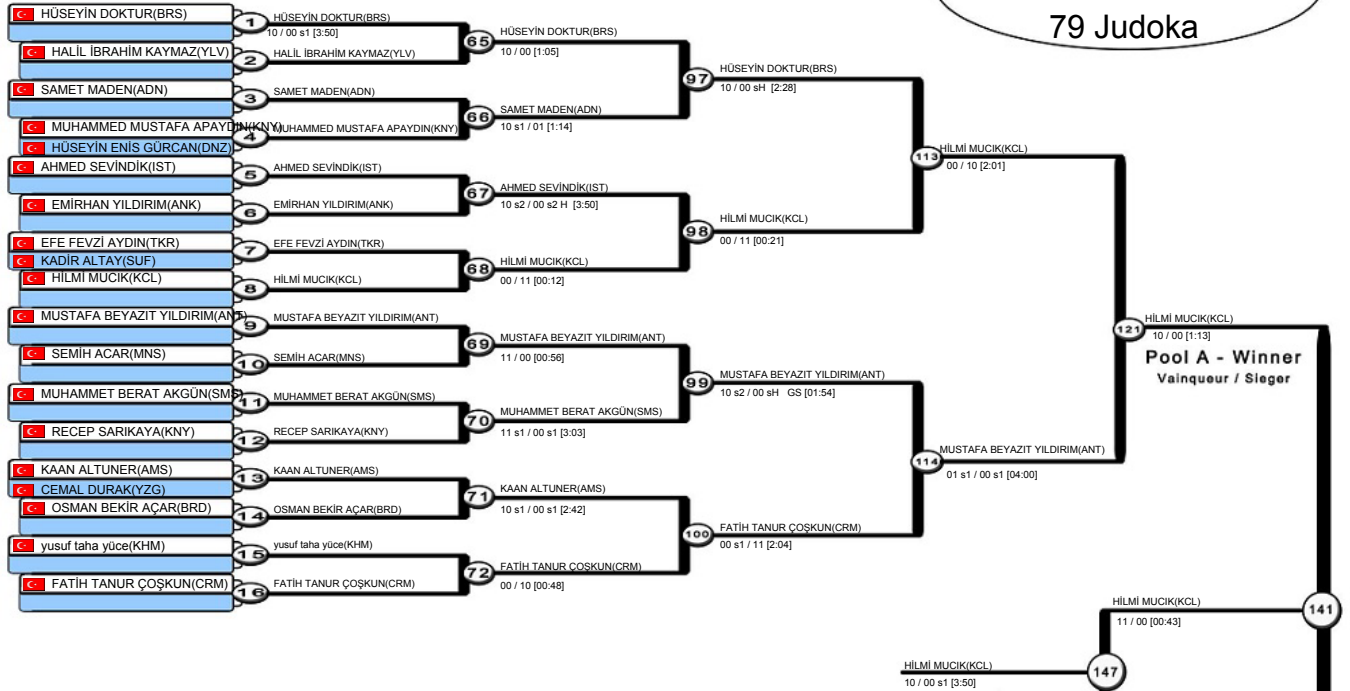 79 Judoka
HÜSEYİN DOKTUR(BRS)
HALİL İBRAHİM KAYMAZ(YLV)
SAMET MADEN(ADN)
MUHAMMED MUSTAFA APAYDIN(KNY)
HÜSEYİN ENİS GÜRCAN(DNZ)
AHMED SEVİNDİK(IST)
EMİRHAN YILDIRIM(ANK)
EFE FEVZİ AYDIN(TKR)
KADİR ALTAY(SUF)
HİLMİ MUCIK(KCL)
MUSTAFA BEYAZIT YILDIRIM(ANT)
SEMİH ACAR(MNS)
MUHAMMET BERAT AKGÜN(SMS)
RECEP SARIKAYA(KNY)
KAAN ALTUNER(AMS)
CEMAL DURAK(YZG)
OSMAN BEKİR AÇAR(BRD)
yusuf taha yüce(KHM)
FATİH TANUR ÇOŞKUN(CRM)
1
HÜSEYİN DOKTUR(BRS)
10 / 00 s1 [3:50]
2
HALİL İBRAHİM KAYMAZ(YLV)
3
SAMET MADEN(ADN)
4
MUHAMMED MUSTAFA APAYDIN(KNY)
5
AHMED SEVİNDİK(IST)
6
EMİRHAN YILDIRIM(ANK)
7
EFE FEVZİ AYDIN(TKR)
8
HİLMİ MUCIK(KCL)
9
MUSTAFA BEYAZIT YILDIRIM(ANT)
10
SEMİH ACAR(MNS)
11
MUHAMMET BERAT AKGÜN(SMS)
12
RECEP SARIKAYA(KNY)
13
KAAN ALTUNER(AMS)
14
OSMAN BEKİR AÇAR(BRD)
15
yusuf taha yüce(KHM)
16
FATİH TANUR ÇOŞKUN(CRM)
65
HÜSEYİN DOKTUR(BRS)
10 / 00 [1:05]
66
SAMET MADEN(ADN)
10 s1 / 01 [1:14]
67
AHMED SEVİNDİK(IST)
10 s2 / 00 s2 H [3:50]
68
HİLMİ MUCIK(KCL)
00 / 11 [00:12]
69
MUSTAFA BEYAZIT YILDIRIM(ANT)
11 / 00 [00:56]
70
MUHAMMET BERAT AKGÜN(SMS)
11 s1 / 00 s1 [3:03]
71
KAAN ALTUNER(AMS)
10 s1 / 00 s1 [2:42]
72
FATİH TANUR ÇOŞKUN(CRM)
00 / 10 [00:48]
97
HÜSEYİN DOKTUR(BRS)
10 / 00 sH [2:28]
98
HİLMİ MUCIK(KCL)
00 / 11 [00:21]
99
MUSTAFA BEYAZIT YILDIRIM(ANT)
10 s2 / 00 sH GS [01:54]
100
FATİH TANUR ÇOŞKUN(CRM)
00 s1 / 11 [2:04]
113
HİLMİ MUCIK(KCL)
00 / 10 [2:01]
114
MUSTAFA BEYAZIT YILDIRIM(ANT)
01 s1 / 00 s1 [04:00]
121
HİLMİ MUCIK(KCL)
10 / 00 [1:13]
Pool A - Winner
Vainqueur / Sieger
HİLMİ MUCIK(KCL)
11 / 00 [00:43]
141
HİLMİ MUCIK(KCL)
10 / 00 s1 [3:50]
147